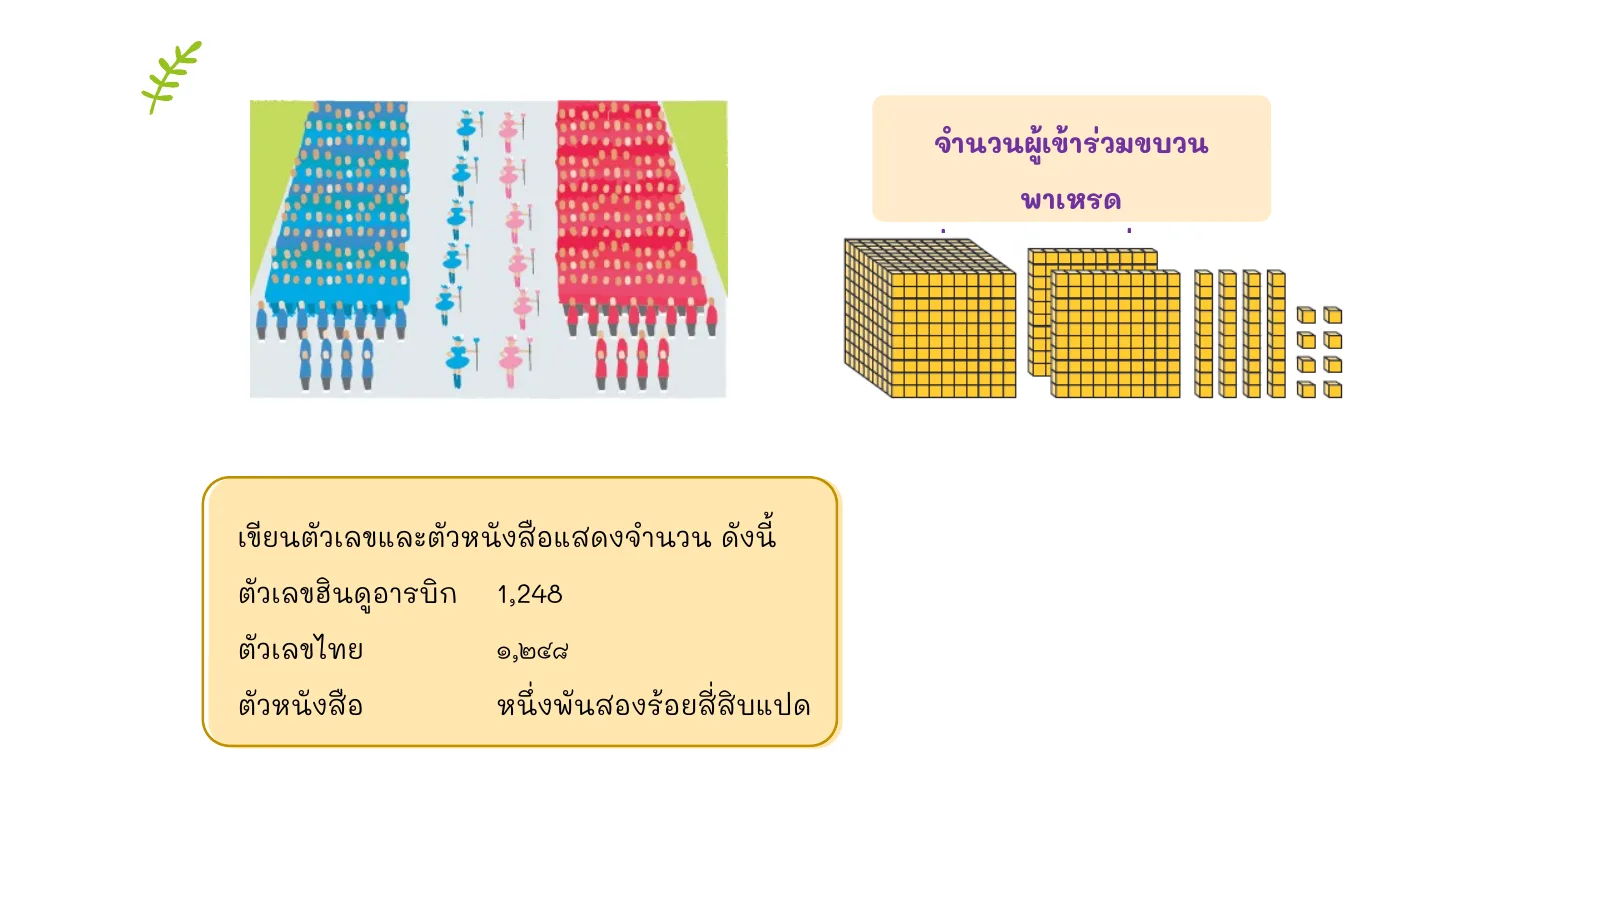 จำนวนผู้เข้าร่วมขบวน
พาเหรด
เขียนตัวเลขและตัวหนังสือแสดงจำนวน ดังนี้
ตัวเลขฮินดูอารบิก 1,248
ตัวเลขไทย ๑,๒๔๘
ตัวหนังสือ หนึ่งพันสองร้อยสี่สิบแปด